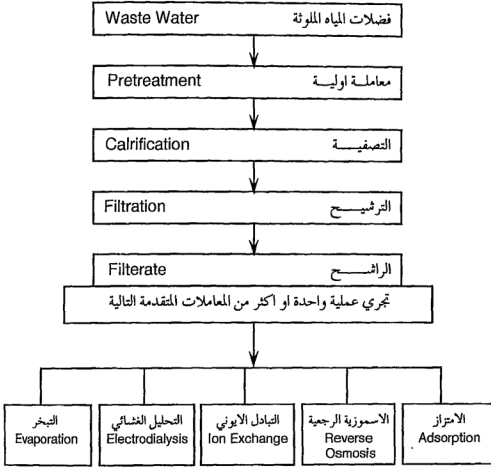 Waste Water فضلات المياه الملوثة
Pretreatment معاملة اولية
Calrification التصفية
Filtration الترشيح
Filterate الراشح
تجري عملية واحدة او اكثر من المعاملات المتقدمة التالية
التبخر
Evaporation
التحليل الغشائي
Electrodialysis
التبادل الايوني
Ion Exchange
الاسموزية الرجعية
Reverse
Osmosis
الامتزاز
Adsorption